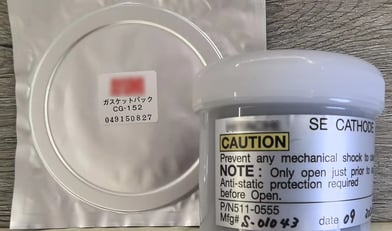 ガスケットパック
CG-152
049150827
SE CATHODE
CAUTION
Prevent any mechanical shock to
NOTE : Only open just prior to
Anti-static protection required
before Open.
P/N511-0555
Mfg# S-01043 date 09